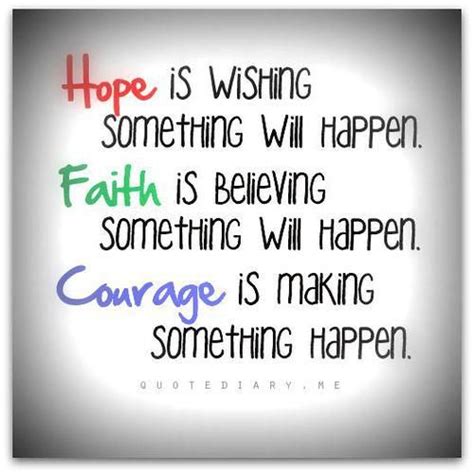 Hope is wishing
something will happen.
Faith is believing
something will happen.
Courage is making
something happen.
QUOTEDIARY.ME